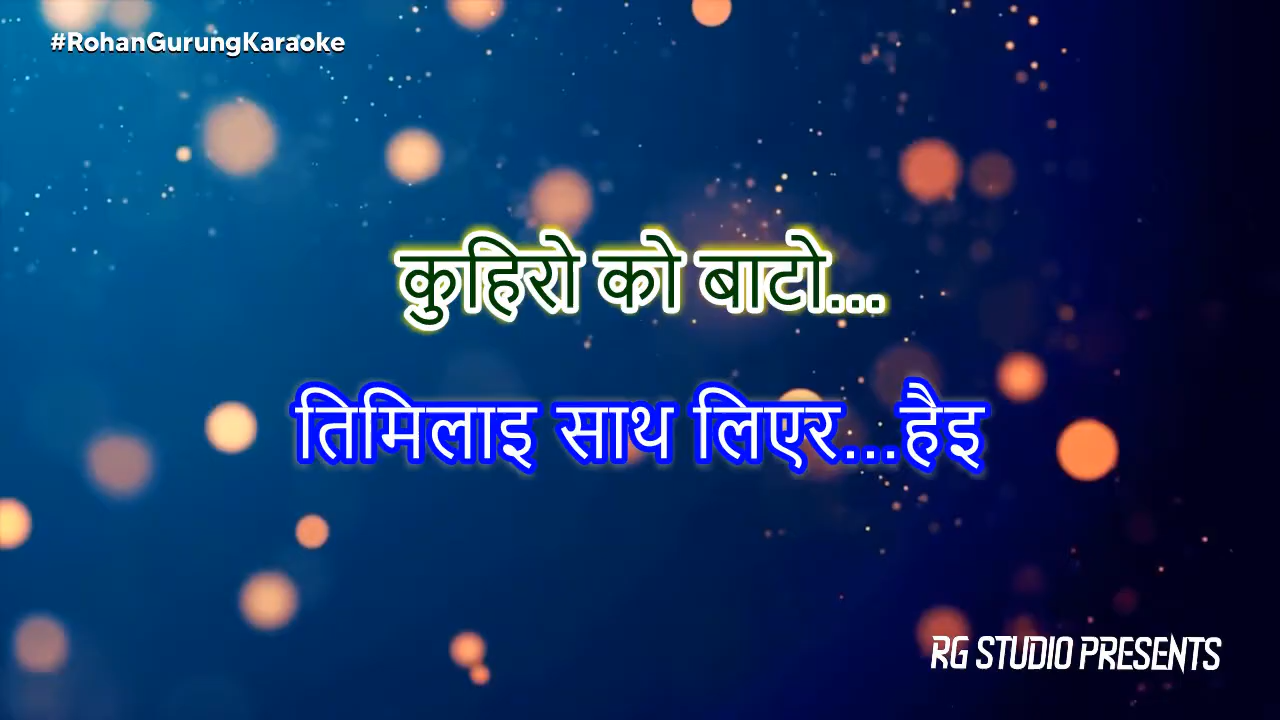 #RohanGurungKaraoke
कुहिरो को बाटो...
तिमिलाइ साथ लिएर...हैइ
RG STUDIO PRESENTS